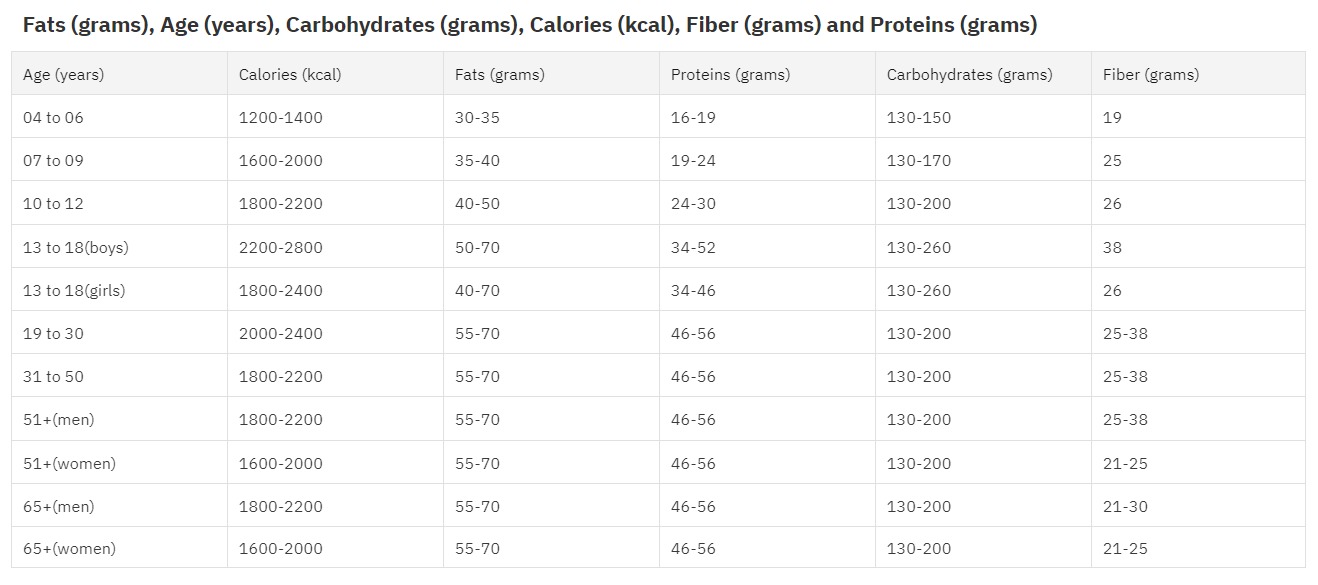 Fats (grams), Age (years), Carbohydrates (grams), Calories (kcal), Fiber (grams) and Proteins (grams)
Age (years) Calories (kcal) Fats (grams) Proteins (grams) Carbohydrates (grams) Fiber (grams)
04 to 06 1200-1400 30-35 16-19 130-150 19
07 to 09 1600-2000 35-40 19-24 130-170 25
10 to 12 1800-2200 40-50 24-30 130-200 26
13 to 18(boys) 2200-2800 50-70 34-52 130-260 38
13 to 18(girls) 1800-2400 40-70 34-46 130-260 26
19 to 30 2000-2400 55-70 46-56 130-200 25-38
31 to 50 1800-2200 55-70 46-56 130-200 25-38
51+(men) 1800-2200 55-70 46-56 130-200 25-38
51+(women) 1600-2000 55-70 46-56 130-200 21-25
65+(men) 1800-2200 55-70 46-56 130-200 21-30
65+(women) 1600-2000 55-70 46-56 130-200 21-25